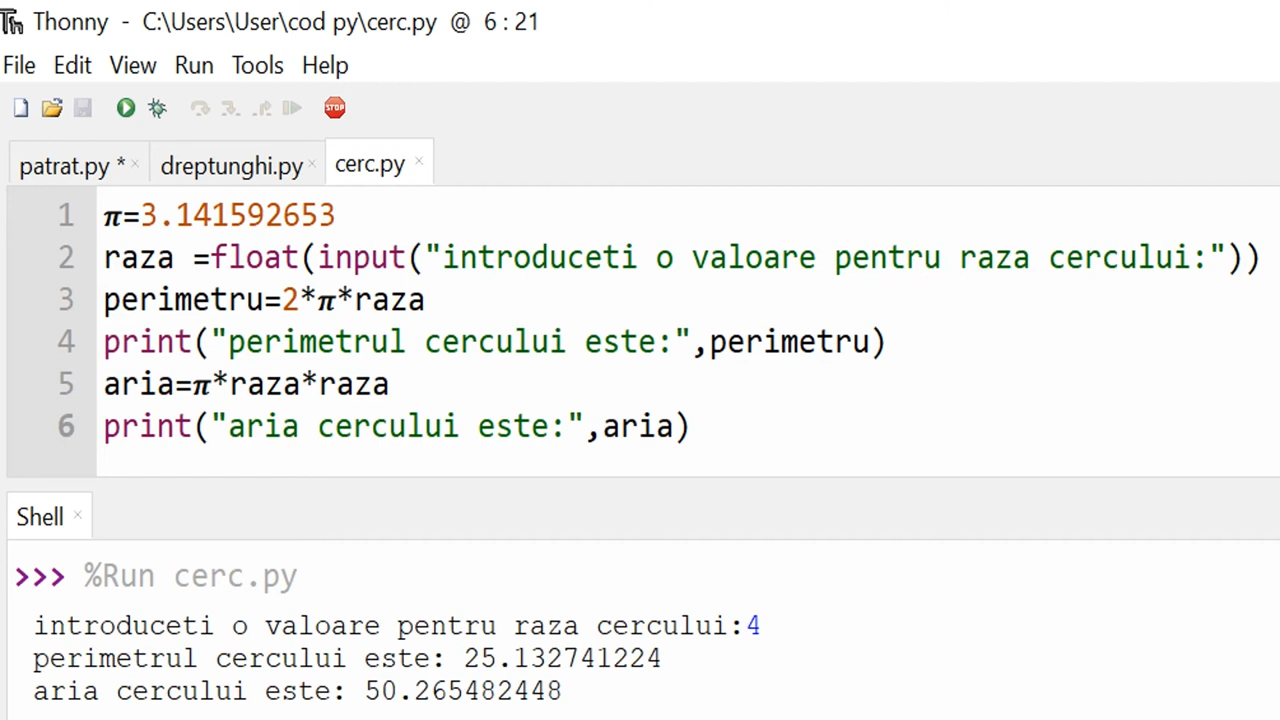 Thonny - C:\Users\User\cod py\cerc.py @ 6:21
File Edit View Run Tools Help
STOP
patrat.py * × dreptunghi.py × cerc.py ×
1 π=3.141592653
2 raza =float(input("introduceti o valoare pentru raza cercului:"))
3 perimetru=2*π*raza
4 print("perimetrul cercului este:",perimetru)
5 aria=π*raza*raza
6 print("aria cercului este:",aria)
Shell ×
>>> %Run cerc.py
introduceti o valoare pentru raza cercului:4
perimetrul cercului este: 25.132741224
aria cercului este: 50.265482448